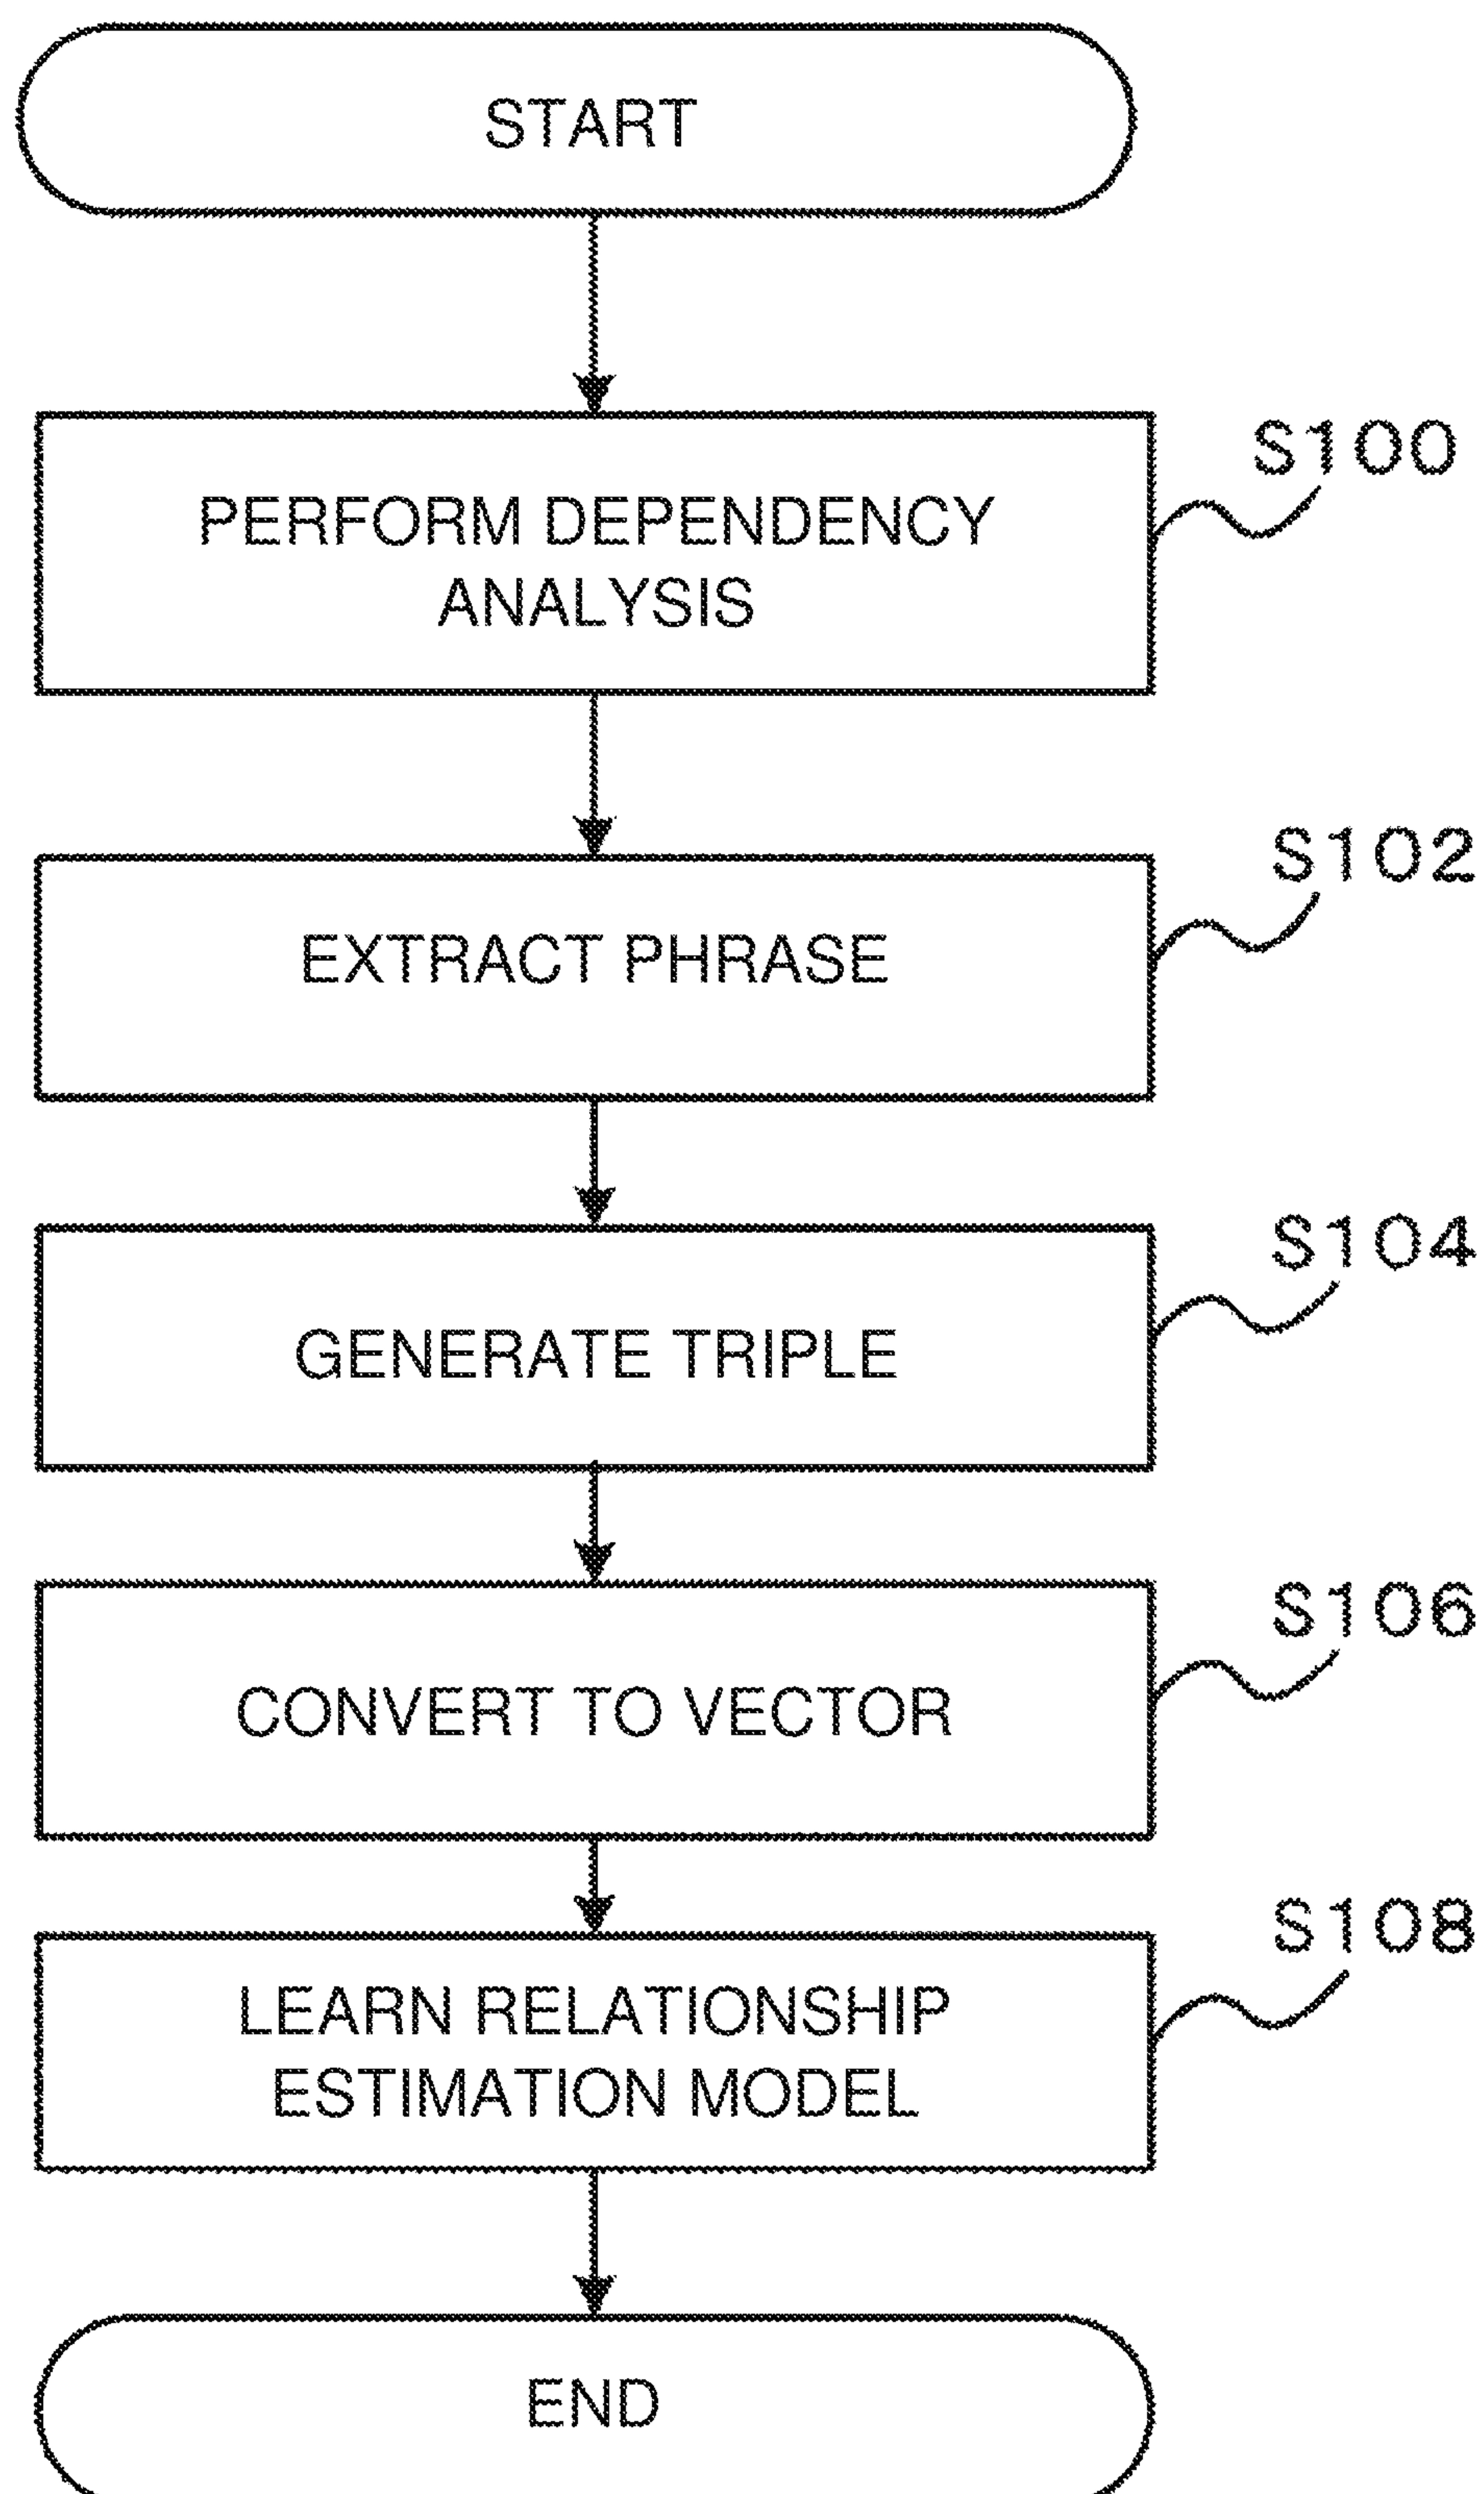 START
S100
PERFORM DEPENDENCY
ANALYSIS
S102
EXTRACT PHRASE
S104
GENERATE TRIPLE
S106
CONVERT TO VECTOR
S108
LEARN RELATIONSHIP
ESTIMATION MODEL
END